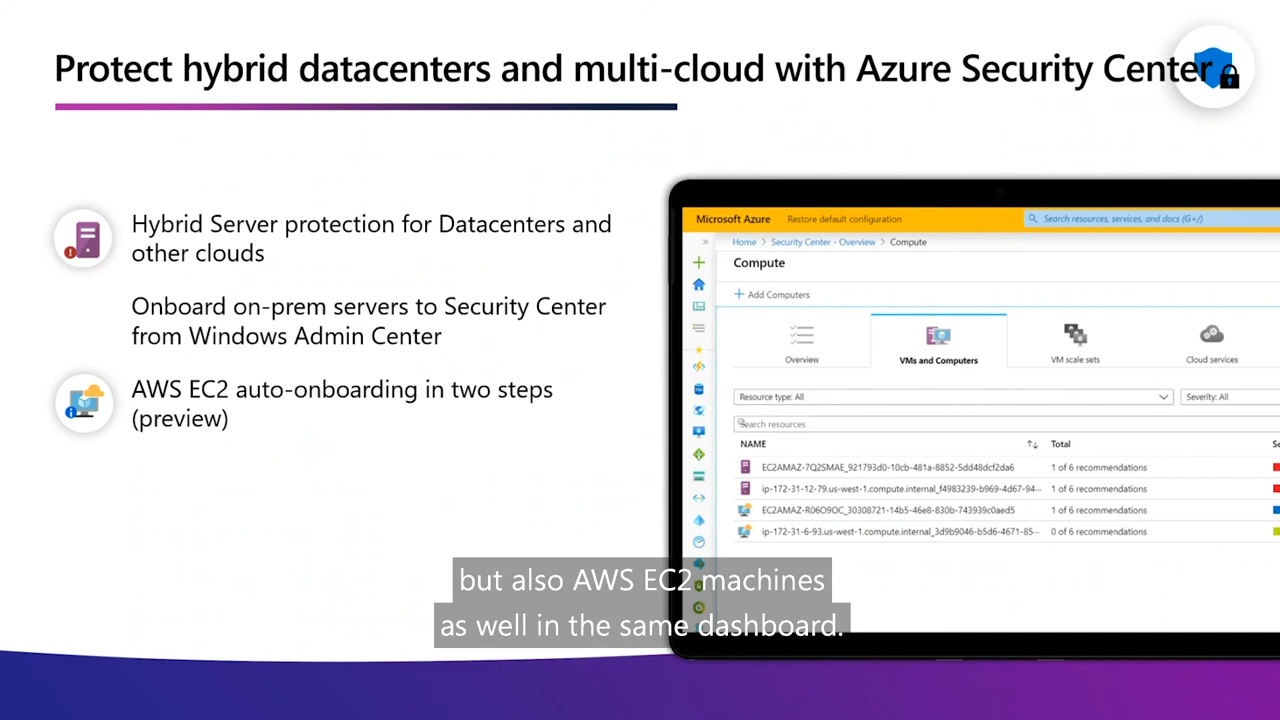 Protect hybrid datacenters and multi-cloud with Azure Security Center
Hybrid Server protection for Datacenters and
other clouds
Onboard on-prem servers to Security Center
from Windows Admin Center
AWS EC2 auto-onboarding in two steps
(preview)
Microsoft Azure Restore default configuration Search resources, services, and docs (G+/)
» Home > Security Center - Overview > Compute
Compute
+ Add Computers
Overview VMs and Computers VM scale sets Cloud services
Resource type: All Severity: All
Search resources
NAME ↑↓ Total
EC2AMAZ-7Q2SMAE_921793d0-10cb-481a-8852-5dd48dcf2da6 1 of 6 recommendations
ip-172-31-12-79.us-west-1.compute.internal_f4983239-b969-4d67-94··· 1 of 6 recommendations
EC2AMAZ-R06O9OC_30308721-14b5-46e8-830b-743939c0aed5 1 of 6 recommendations
ip-172-31-6-93.us-west-1.compute.internal_3d9b9046-b5d6-4671-85··· 0 of 6 recommendations
but also AWS EC2 machines
as well in the same dashboard.